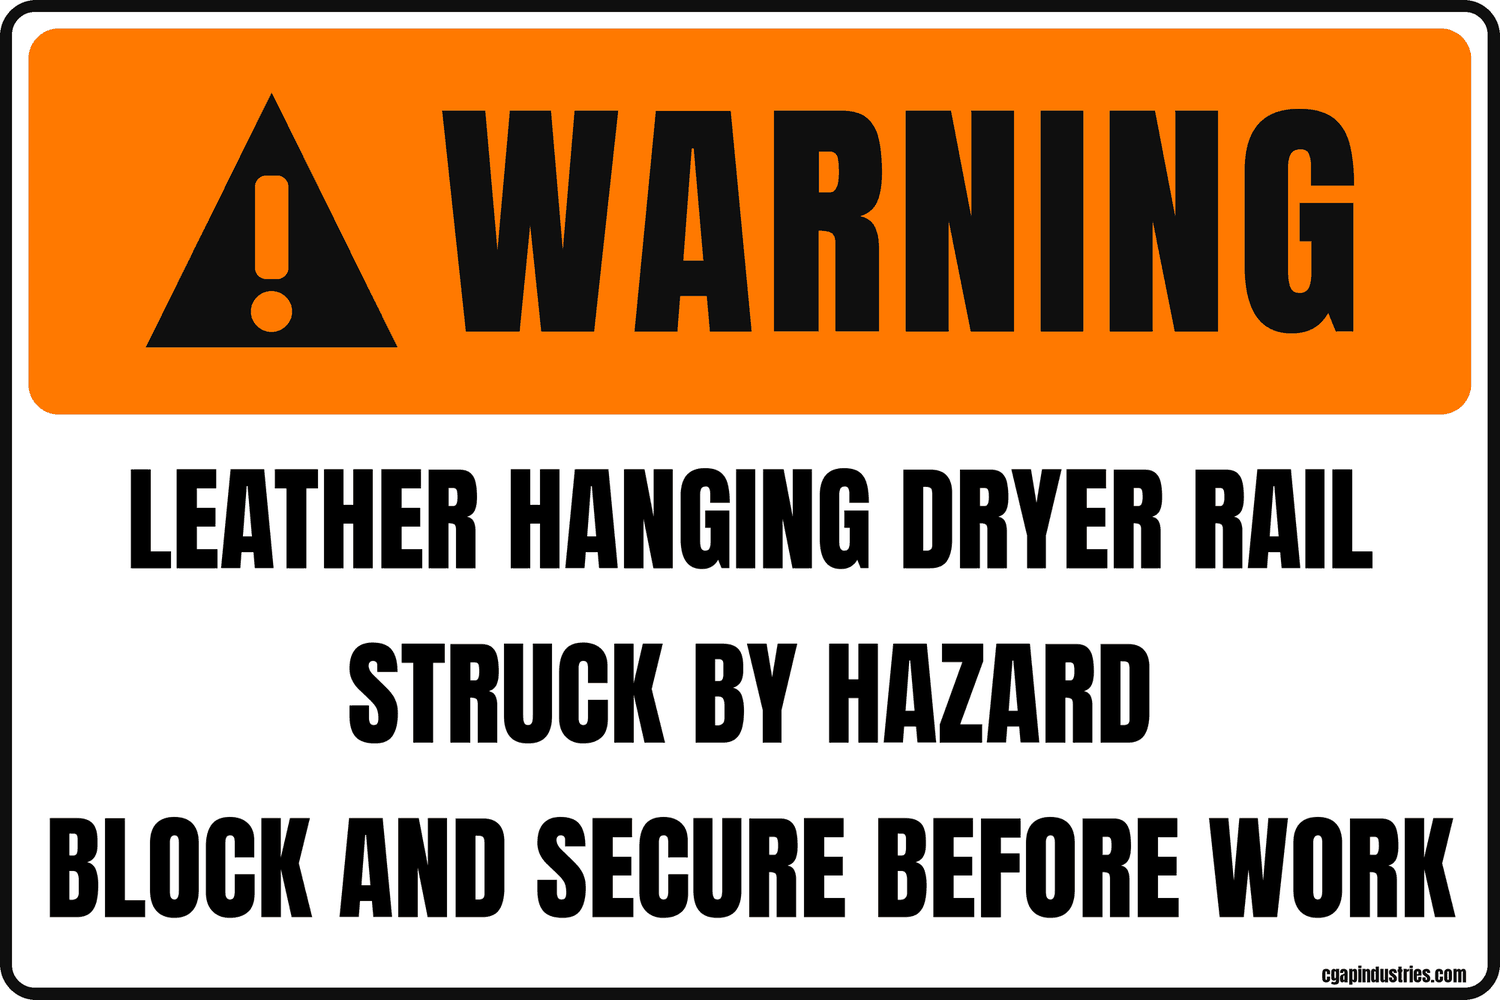 WARNING
LEATHER HANGING DRYER RAIL
STRUCK BY HAZARD
BLOCK AND SECURE BEFORE WORK
cgapindustries.com